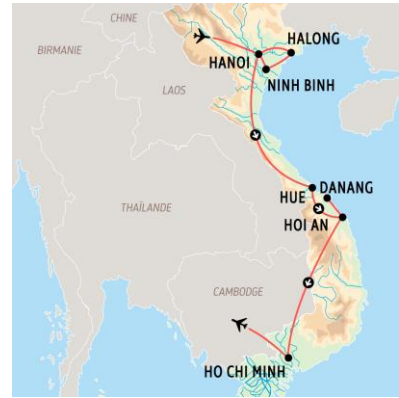 CHINE
BIRMANIE
HALONG
HANOI
NINH BINH
LAOS
THAÏLANDE
HUE
DANANG
HOI AN
CAMBODGE
HO CHI MINH